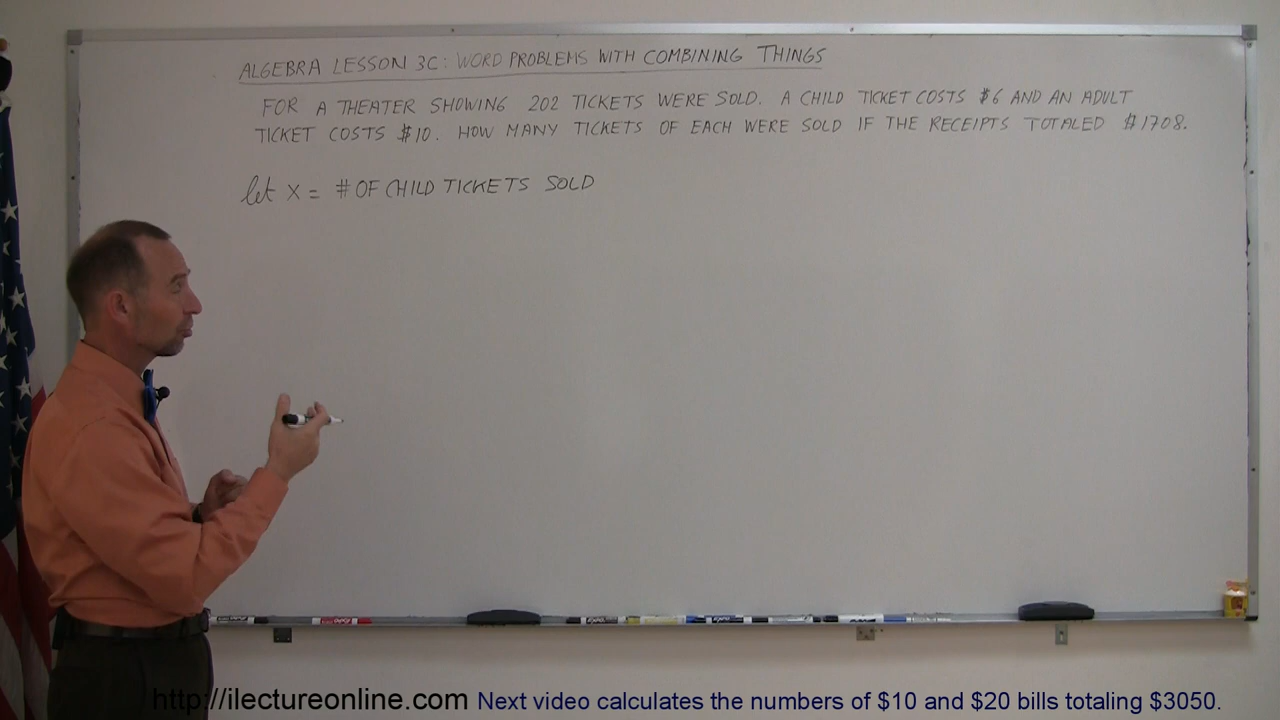 ALGEBRA LESSON 3C: WORD PROBLEMS WITH COMBINING THINGS
FOR A THEATER SHOWING 202 TICKETS WERE SOLD. A CHILD TICKET COSTS $6 AND AN ADULT
TICKET COSTS $10. HOW MANY TICKETS OF EACH WERE SOLD IF THE RECEIPTS TOTALED $1708.
let x = # OF CHILD TICKETS SOLD
http://ilectureonline.com Next video calculates the numbers of $10 and $20 bills totaling $3050.